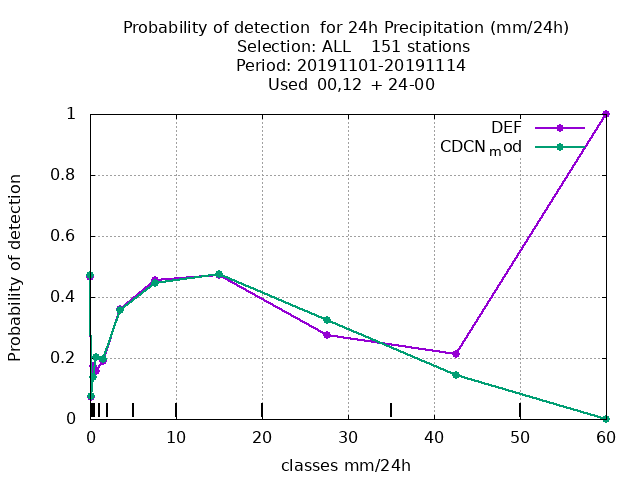 Probability of detection  for 24h Precipitation (mm/24h)
Selection: ALL    151 stations
Period: 20191101-20191114
Used  00,12  + 24-00
DEF
CDCN_mod
Probability of detection
1
0.8
0.6
0.4
0.2
0
0 10 20 30 40 50 60
classes mm/24h